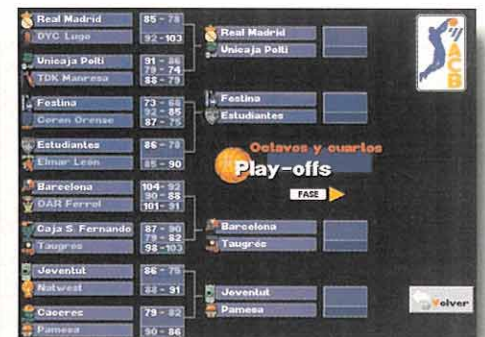 Real Madrid 85 - 78
DYC Lugo 92 - 103
Real Madrid
Unicaja Polti
Unicaja Polti 91 - 86
79 - 74
TDK Manresa 88 - 79
Festina 73 - 68
92 - 85
Coren Orense 87 - 75
Festina
Estudiantes
Estudiantes 86 - 78
Elmar León 85 - 90
Octavos y cuartos
Play-offs
FASE
Barcelona 104 - 92
90 - 88
OAR Ferrol 101 - 91
Caja S. Fernando 87 - 90
79 - 82
Taugrés 98 - 103
Barcelona
Taugrés
Joventut 86 - 75
Natwest 88 - 91
Cáceres 79 - 82
Pamesa 90 - 86
Joventut
Pamesa
ACB
Volver